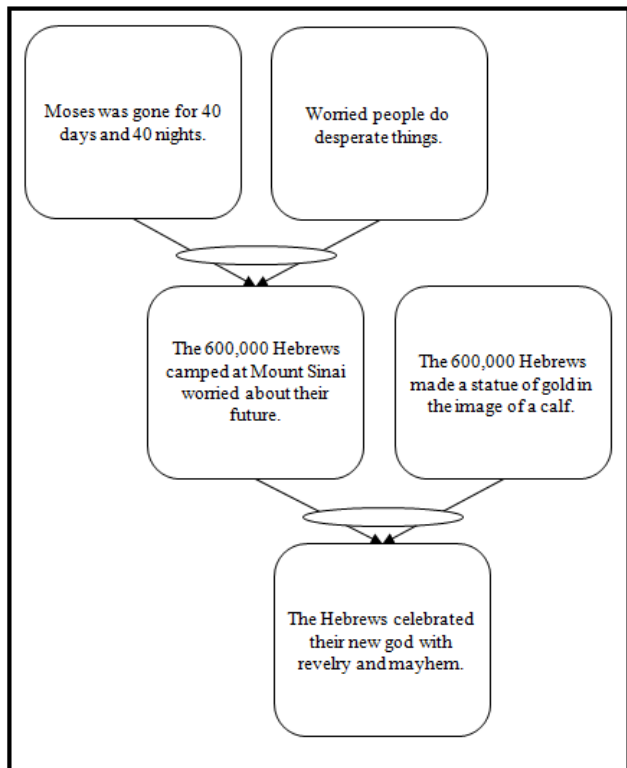 Moses was gone for 40
days and 40 nights.
Worried people do
desperate things.
The 600,000 Hebrews
camped at Mount Sinai
worried about their
future.
The 600,000 Hebrews
made a statue of gold in
the image of a calf.
The Hebrews celebrated
their new god with
revelry and mayhem.